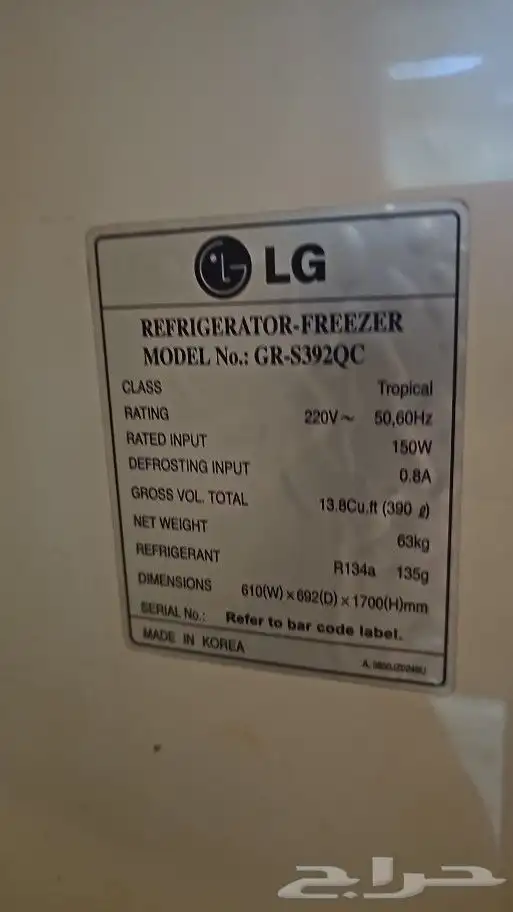 LG
REFRIGERATOR-FREEZER
MODEL No.: GR-S392QC
CLASS Tropical
RATING 220V~ 50,60Hz
RATED INPUT 150W
DEFROSTING INPUT 0.8A
GROSS VOL. TOTAL 13.8Cu.ft (390 ℓ)
NET WEIGHT 63kg
REFRIGERANT R134a 135g
DIMENSIONS 610(W)×692(D)×1700(H)mm
SERIAL No.: Refer to bar code label.
MADE IN KOREA
حراج